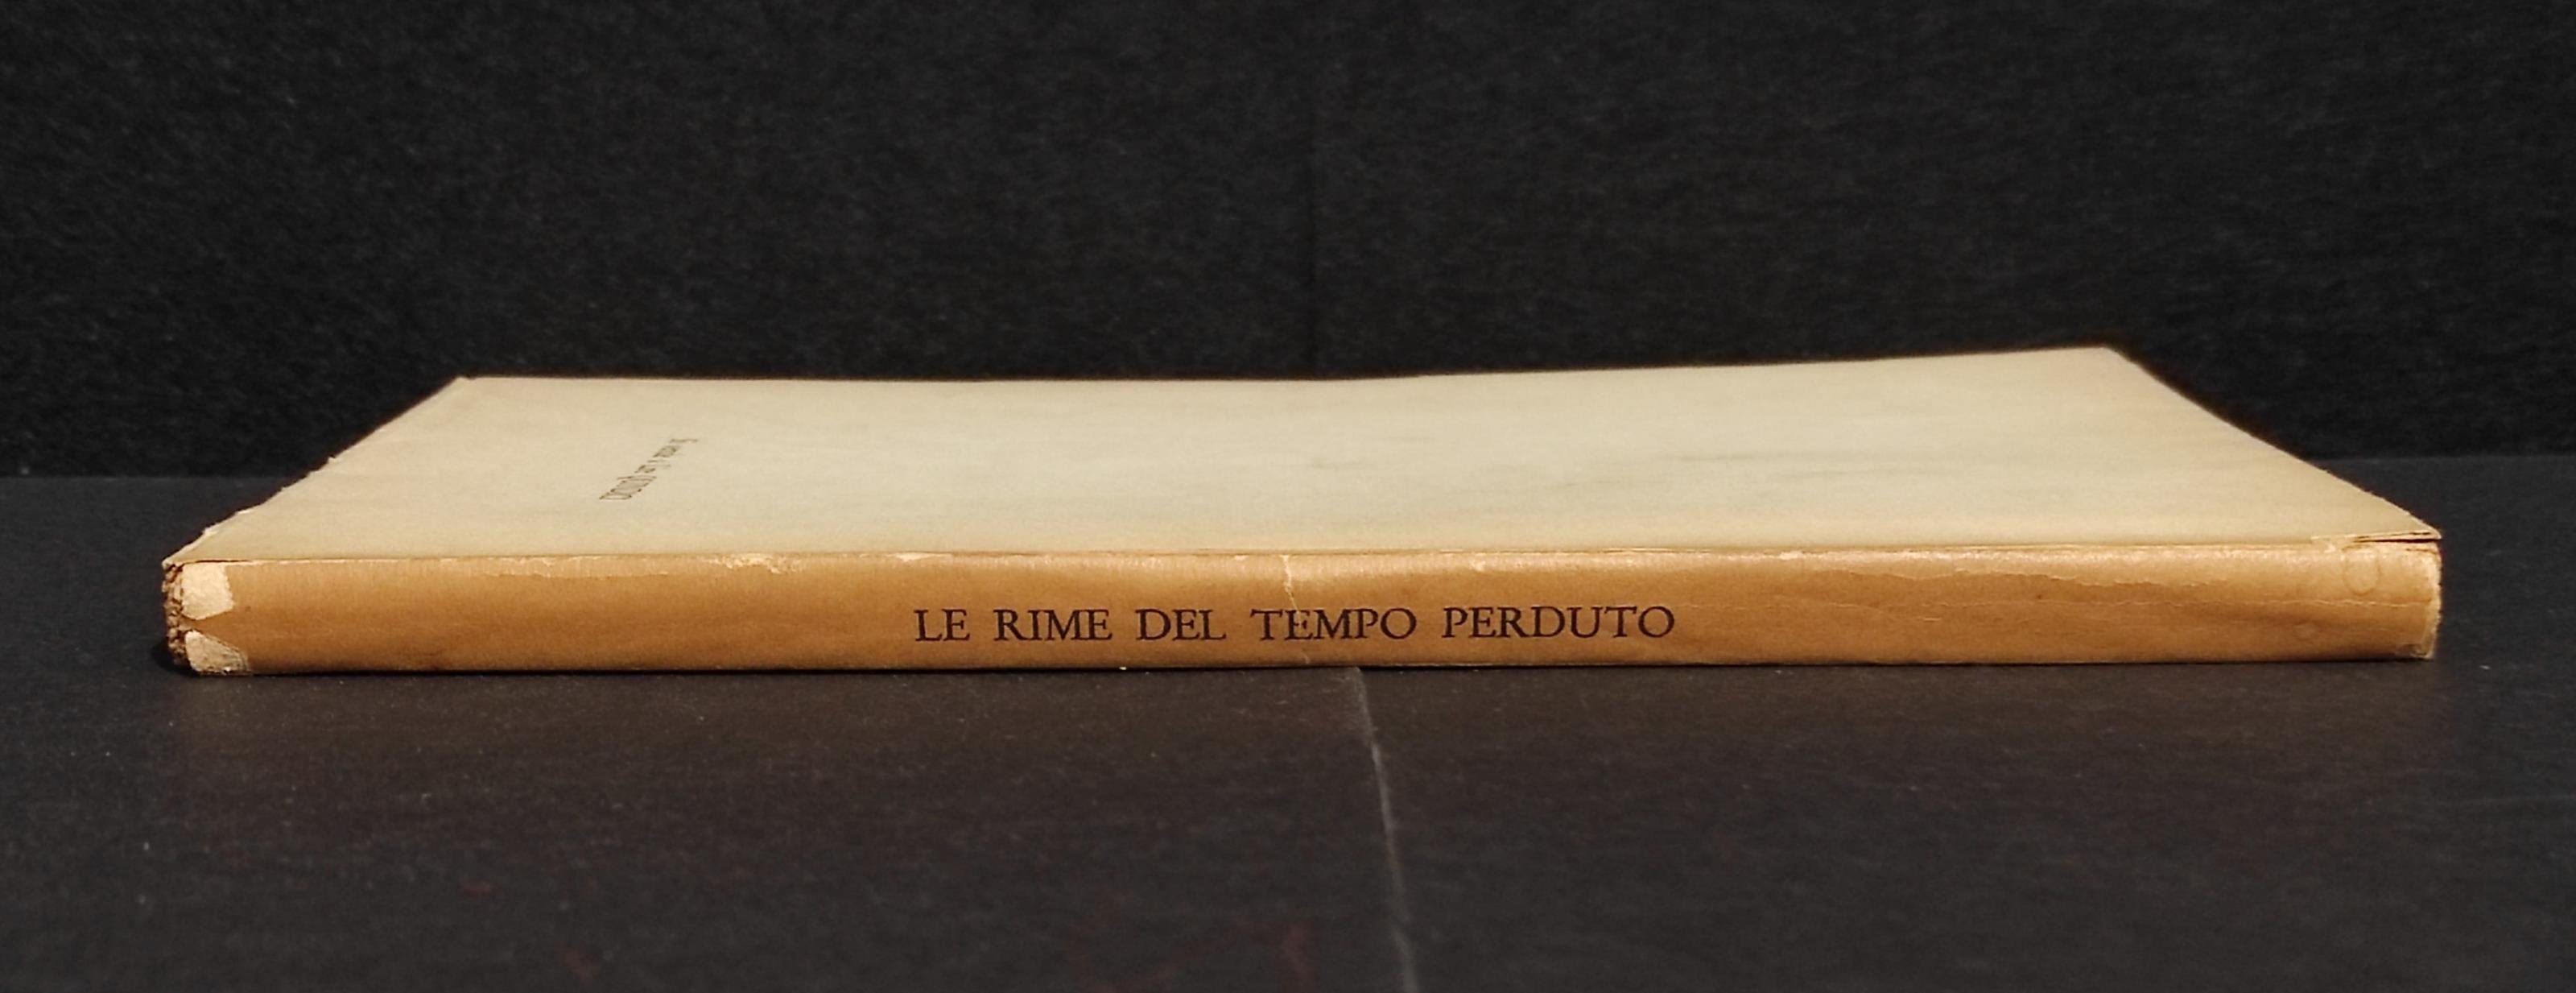 LE RIME DEL TEMPO PERDUTO